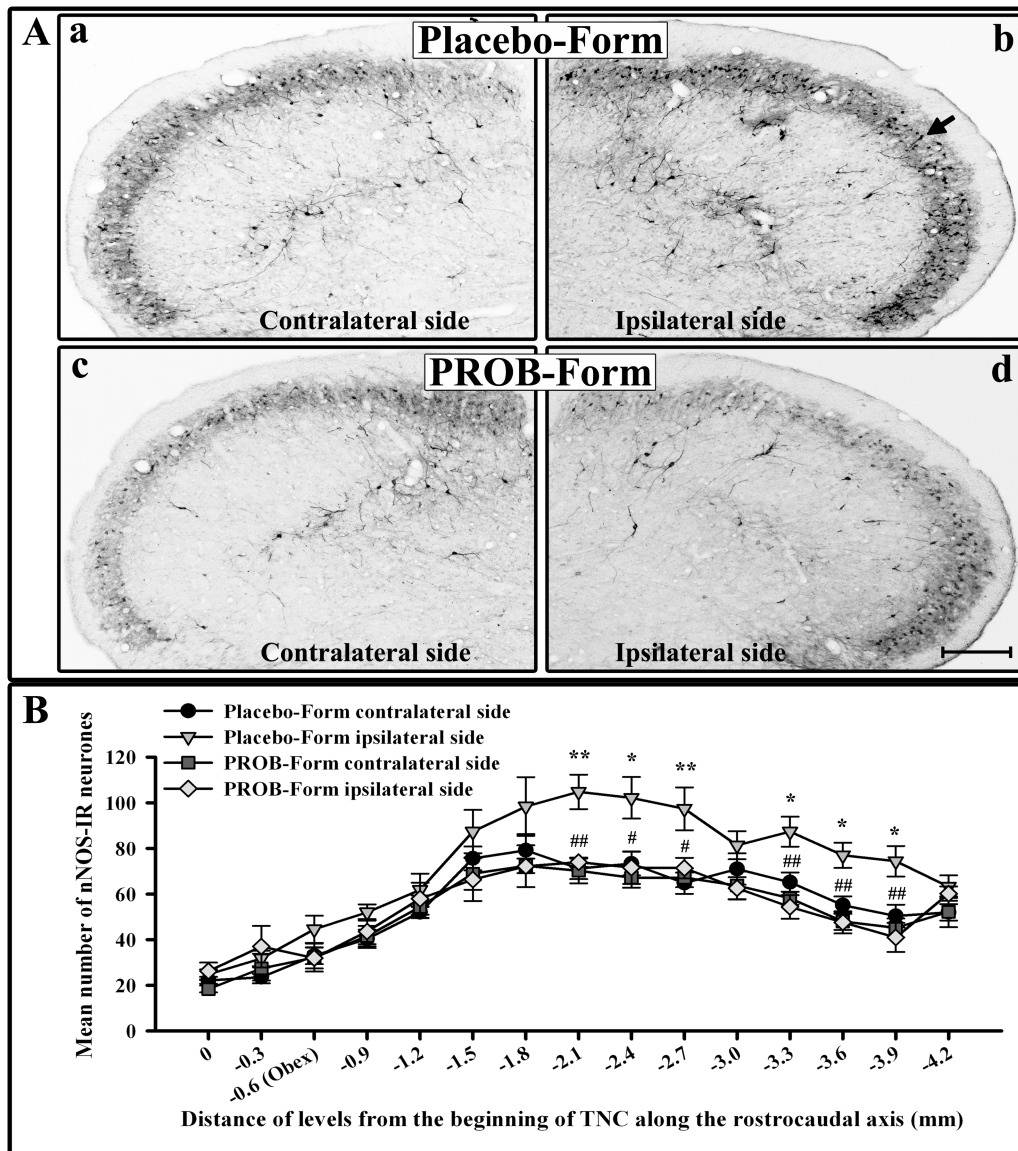 A
a
Placebo-Form
b
Contralateral side
Ipsilateral side
c
PROB-Form
d
Contralateral side
Ipsilateral side
B
Placebo-Form contralateral side
Placebo-Form ipsilateral side
PROB-Form contralateral side
PROB-Form ipsilateral side
Mean number of nNOS-IR neurones
120
100
80
60
40
20
0
** * ** * * *
## # # ## ## ##
0 -0.3 -0.6 (Obex) -0.9 -1.2 -1.5 -1.8 -2.1 -2.4 -2.7 -3.0 -3.3 -3.6 -3.9 -4.2
Distance of levels from the beginning of TNC along the rostrocaudal axis (mm)